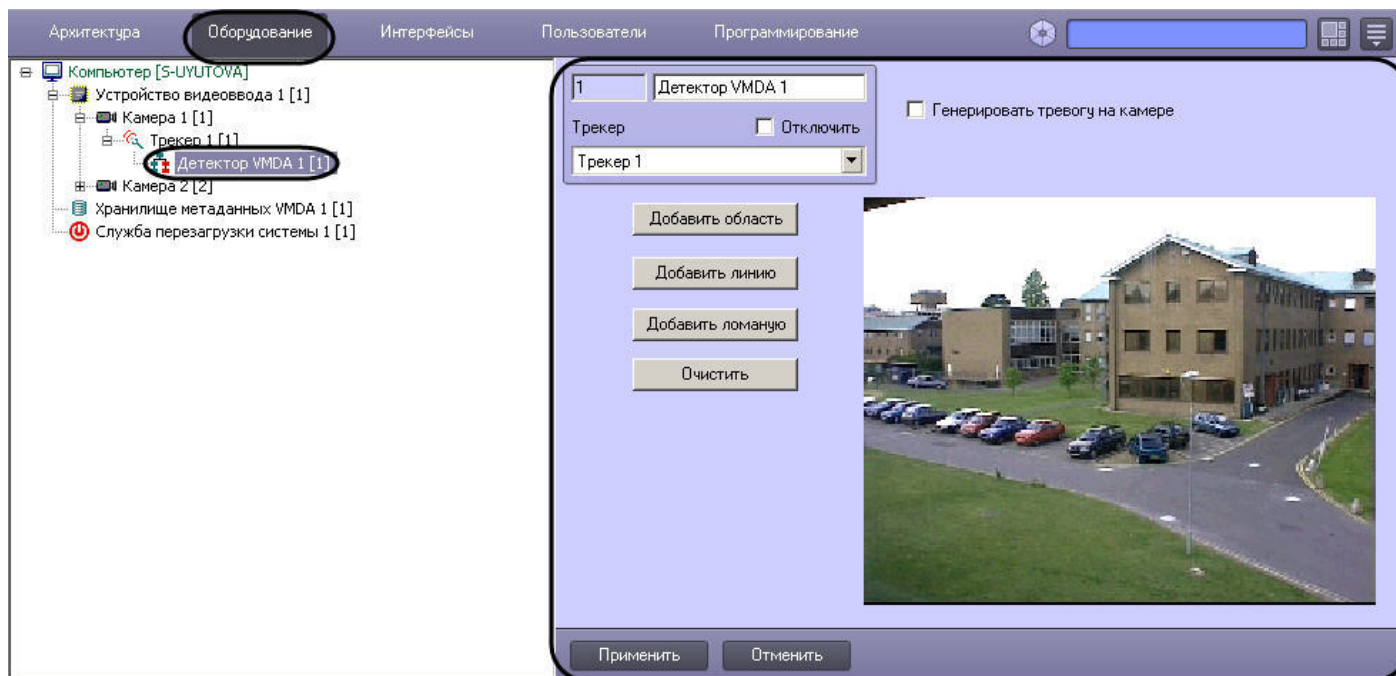 Архитектура Оборудование Интерфейсы Пользователи Программирование
Компьютер [S-UYUTOVA]
Устройство видеоввода 1 [1]
Камера 1 [1]
Трекер 1 [1]
Детектор VMDA 1 [1]
Камера 2 [2]
Хранилище метаданных VMDA 1 [1]
Служба перезагрузки системы 1 [1]
1 Детектор VMDA 1
Трекер Отключить
Трекер 1
Генерировать тревогу на камере
Добавить область
Добавить линию
Добавить ломаную
Очистить
Применить Отменить